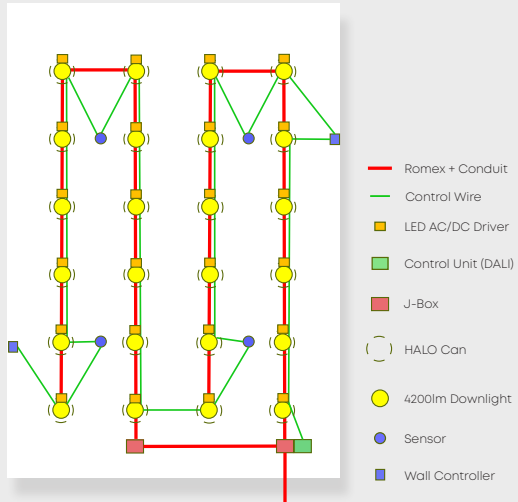 Romex + Conduit
Control Wire
LED AC/DC Driver
Control Unit (DALI)
J-Box
HALO Can
4200lm Downlight
Sensor
Wall Controller